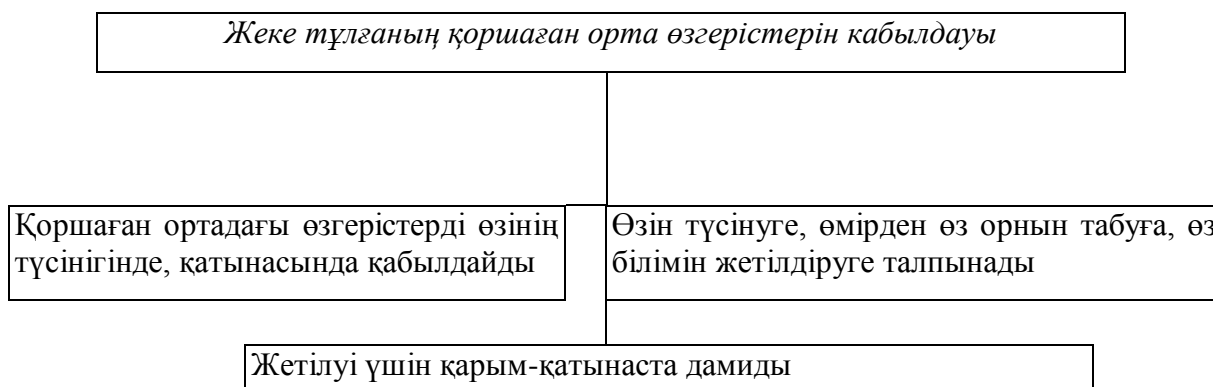 Жеке тұлғаның қоршаған орта өзгерістерін кабылдауы
Қоршаған ортадағы өзгерістерді өзінің
түсінігінде, қатынасында қабылдайды
Өзін түсінуге, өмірден өз орнын табуға, өз
білімін жетілдіруге талпынады
Жетілуі үшін қарым-қатынаста дамиды